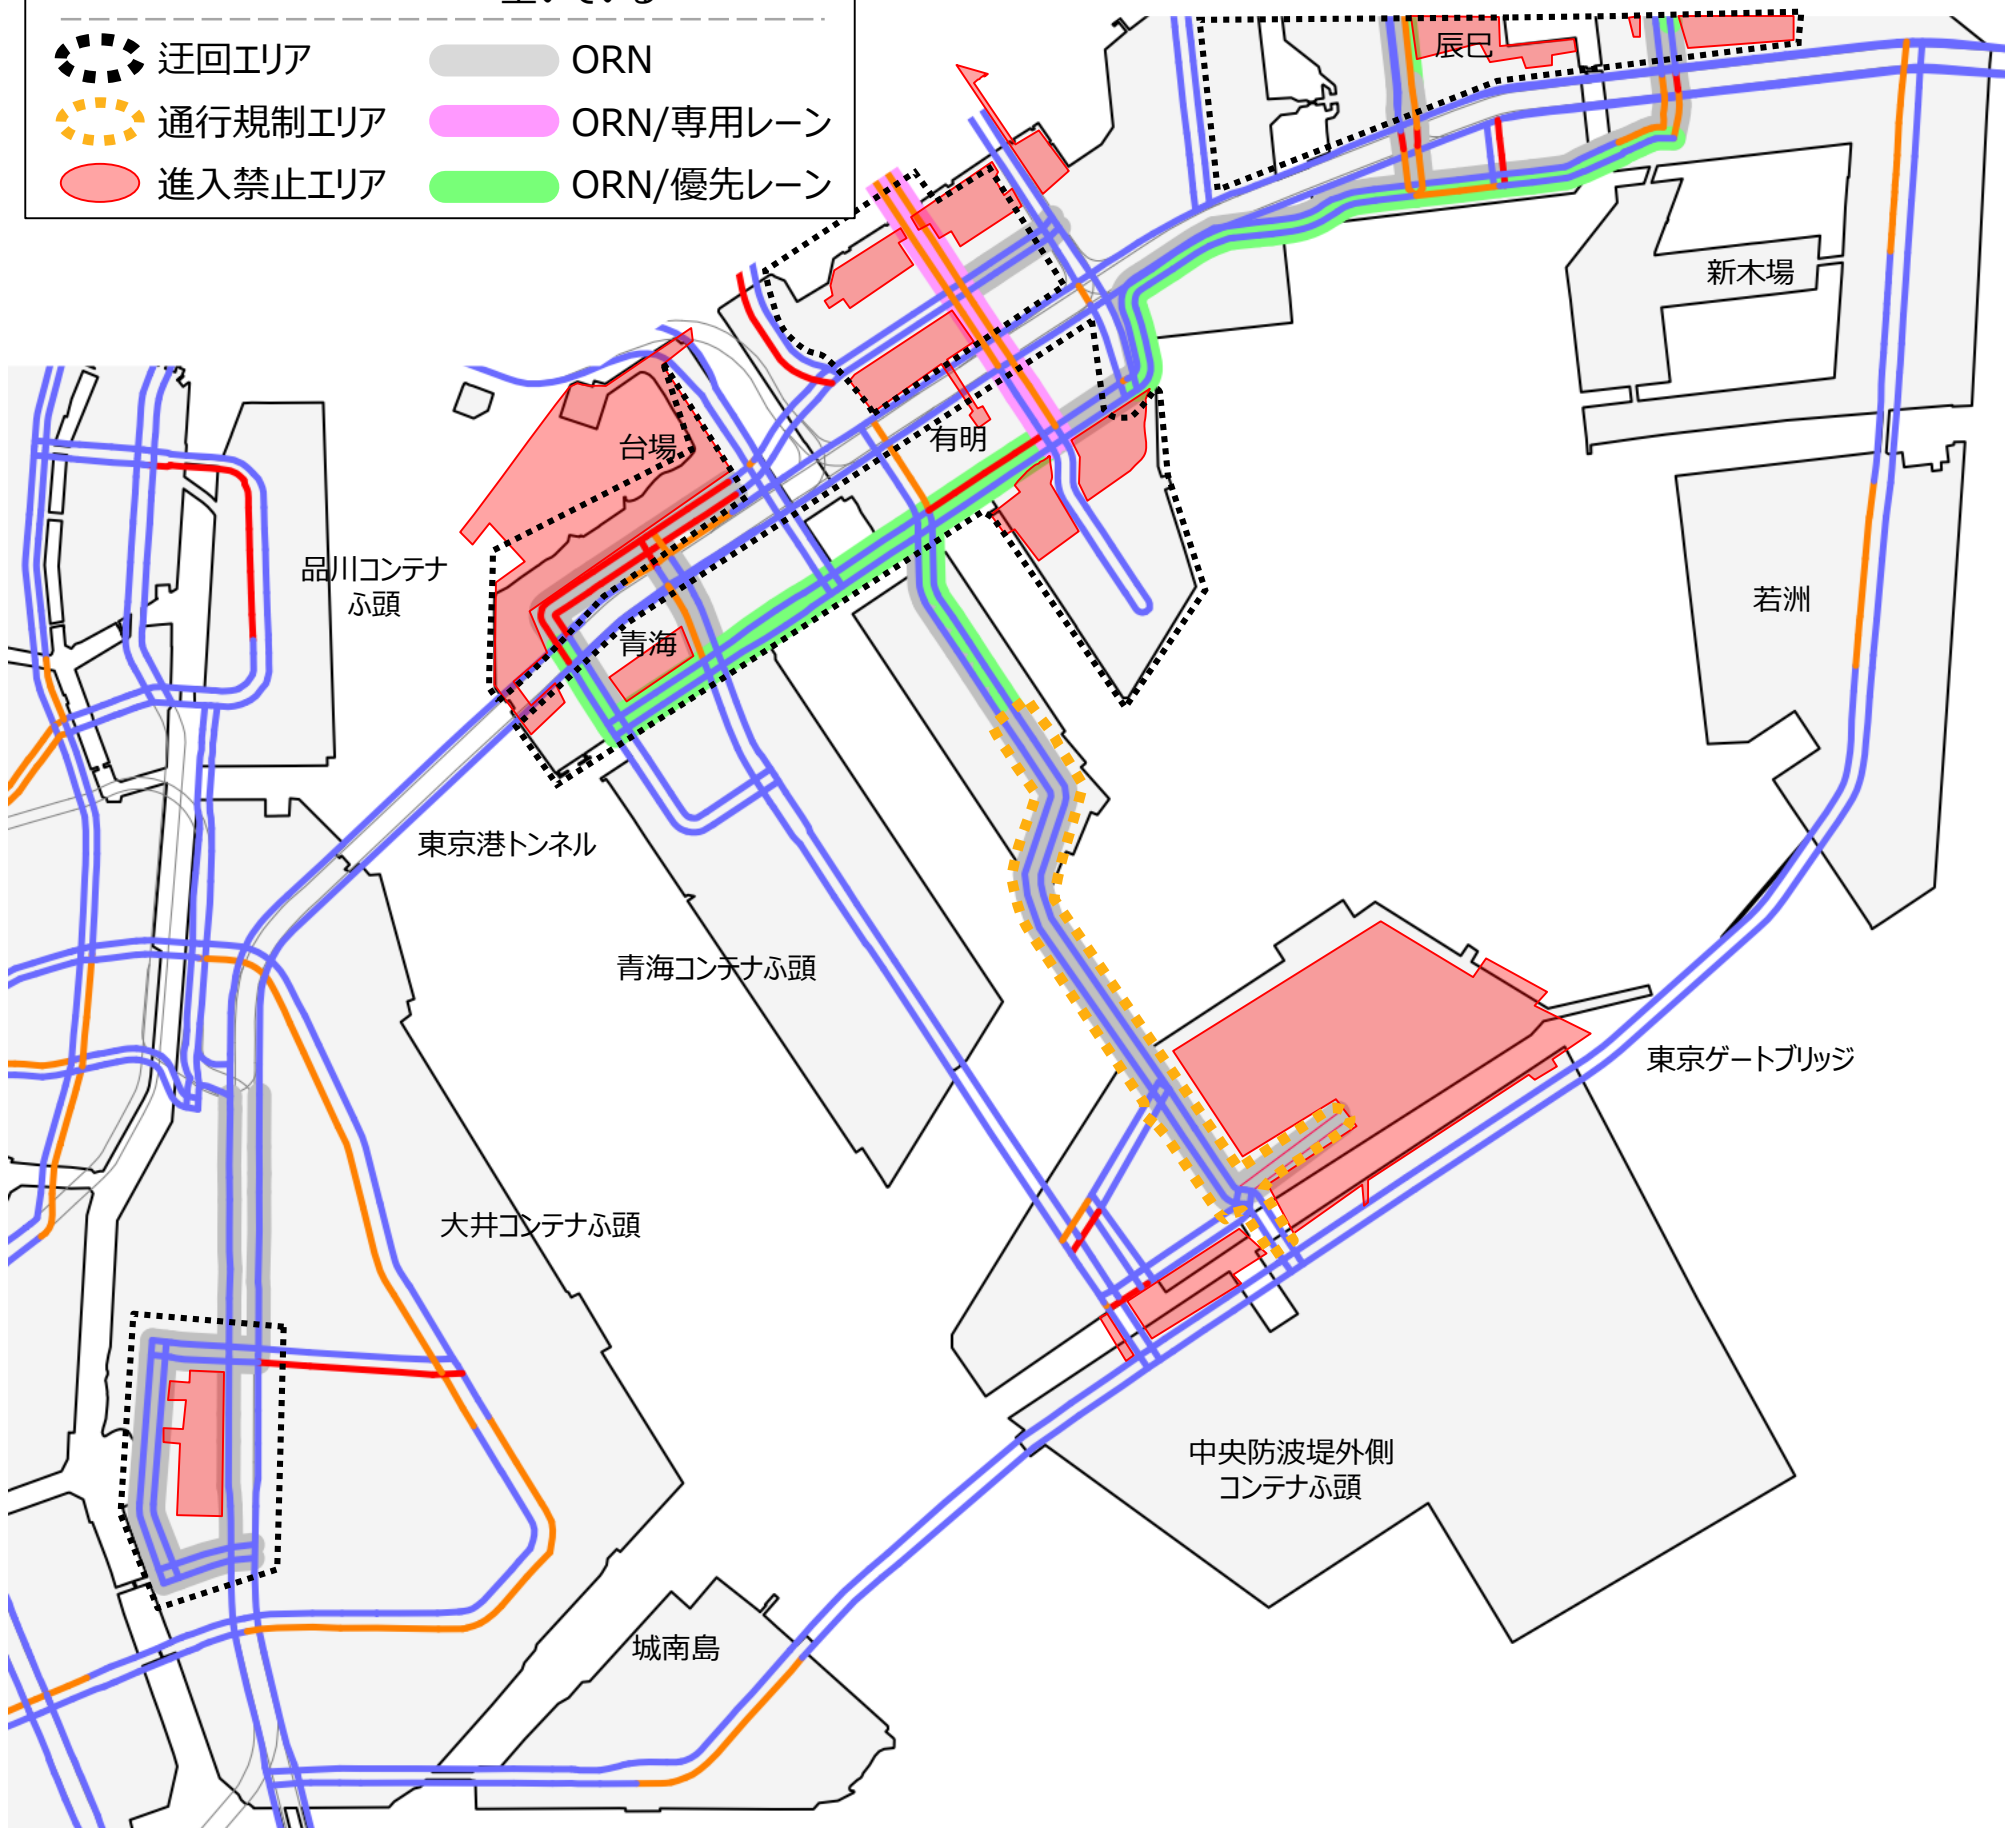 空いている
迂回エリア
ORN
通行規制エリア
ORN/専用レーン
進入禁止エリア
ORN/優先レーン
辰巳
新木場
有明
台場
品川コンテナ
ふ頭
青海
若洲
東京港トンネル
青海コンテナふ頭
東京ゲートブリッジ
大井コンテナふ頭
中央防波堤外側
コンテナふ頭
城南島